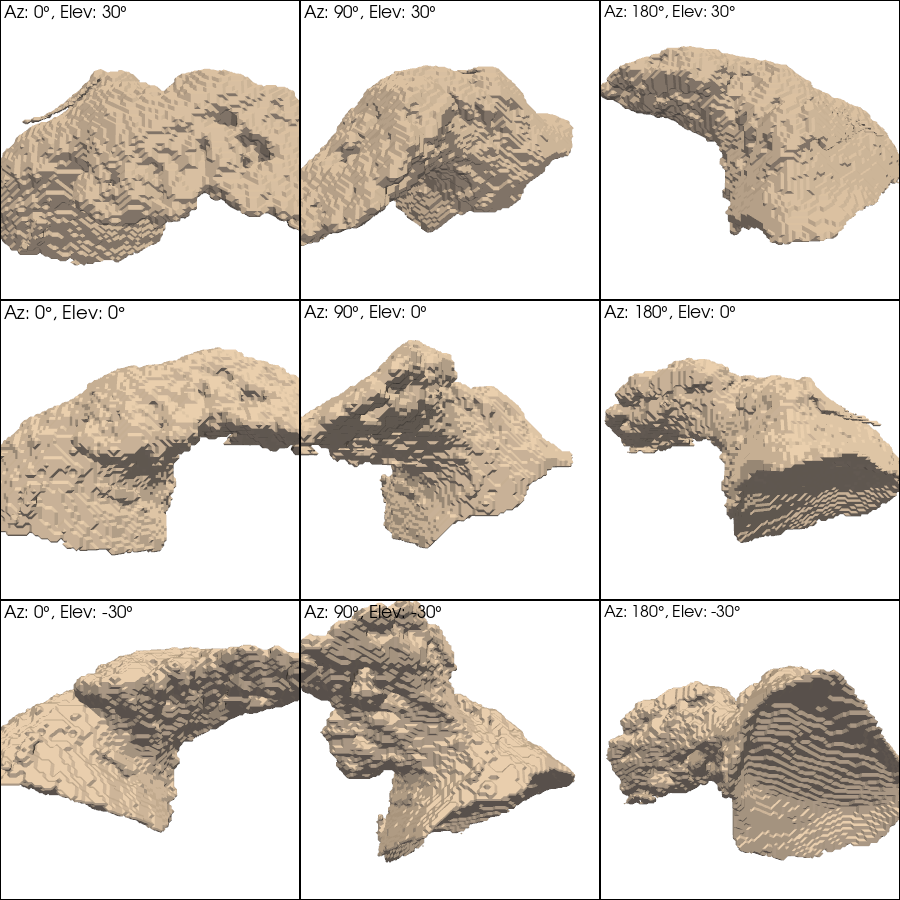 Az: 0°, Elev: 30°
Az: 90°, Elev: 30°
Az: 180°, Elev: 30°
Az: 0°, Elev: 0°
Az: 90°, Elev: 0°
Az: 180°, Elev: 0°
Az: 0°, Elev: -30°
Az: 90°, Elev: -30°
Az: 180°, Elev: -30°